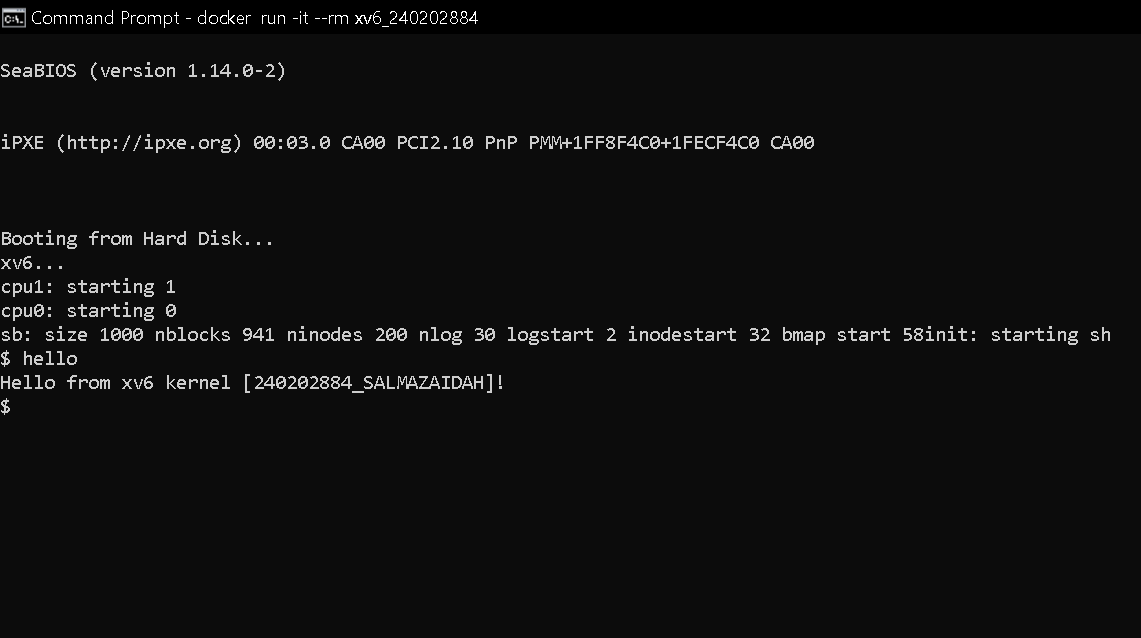 Command Prompt - docker  run -it --rm xv6_240202884
SeaBIOS (version 1.14.0-2)
iPXE (http://ipxe.org) 00:03.0 CA00 PCI2.10 PnP PMM+1FF8F4C0+1FECF4C0 CA00
Booting from Hard Disk...
xv6...
cpu1: starting 1
cpu0: starting 0
sb: size 1000 nblocks 941 ninodes 200 nlog 30 logstart 2 inodestart 32 bmap start 58init: starting sh
$ hello
Hello from xv6 kernel [240202884_SALMAZAIDAH]!
$